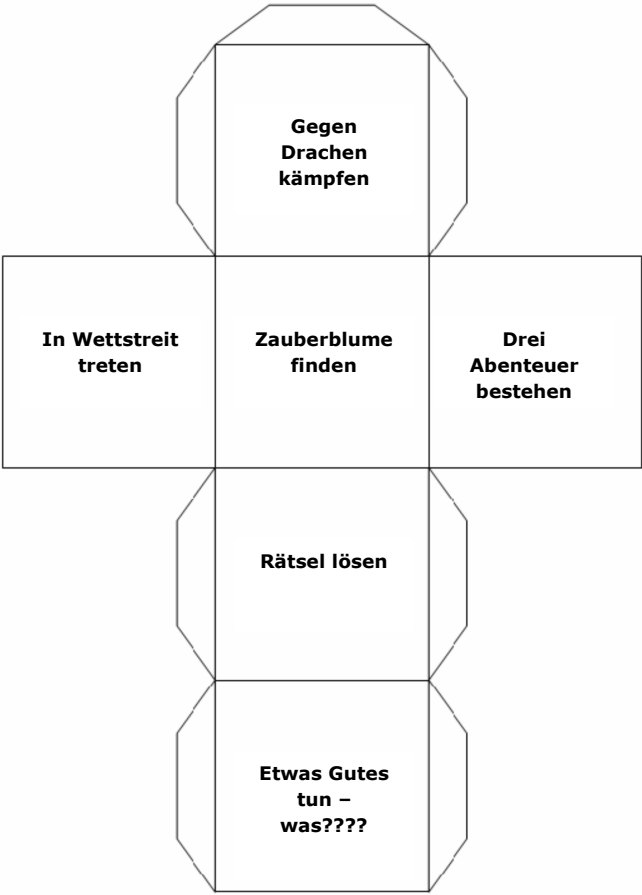 Gegen
Drachen
kämpfen
In Wettstreit
treten
Zauberblume
finden
Drei
Abenteuer
bestehen
Rätsel lösen
Etwas Gutes
tun –
was????